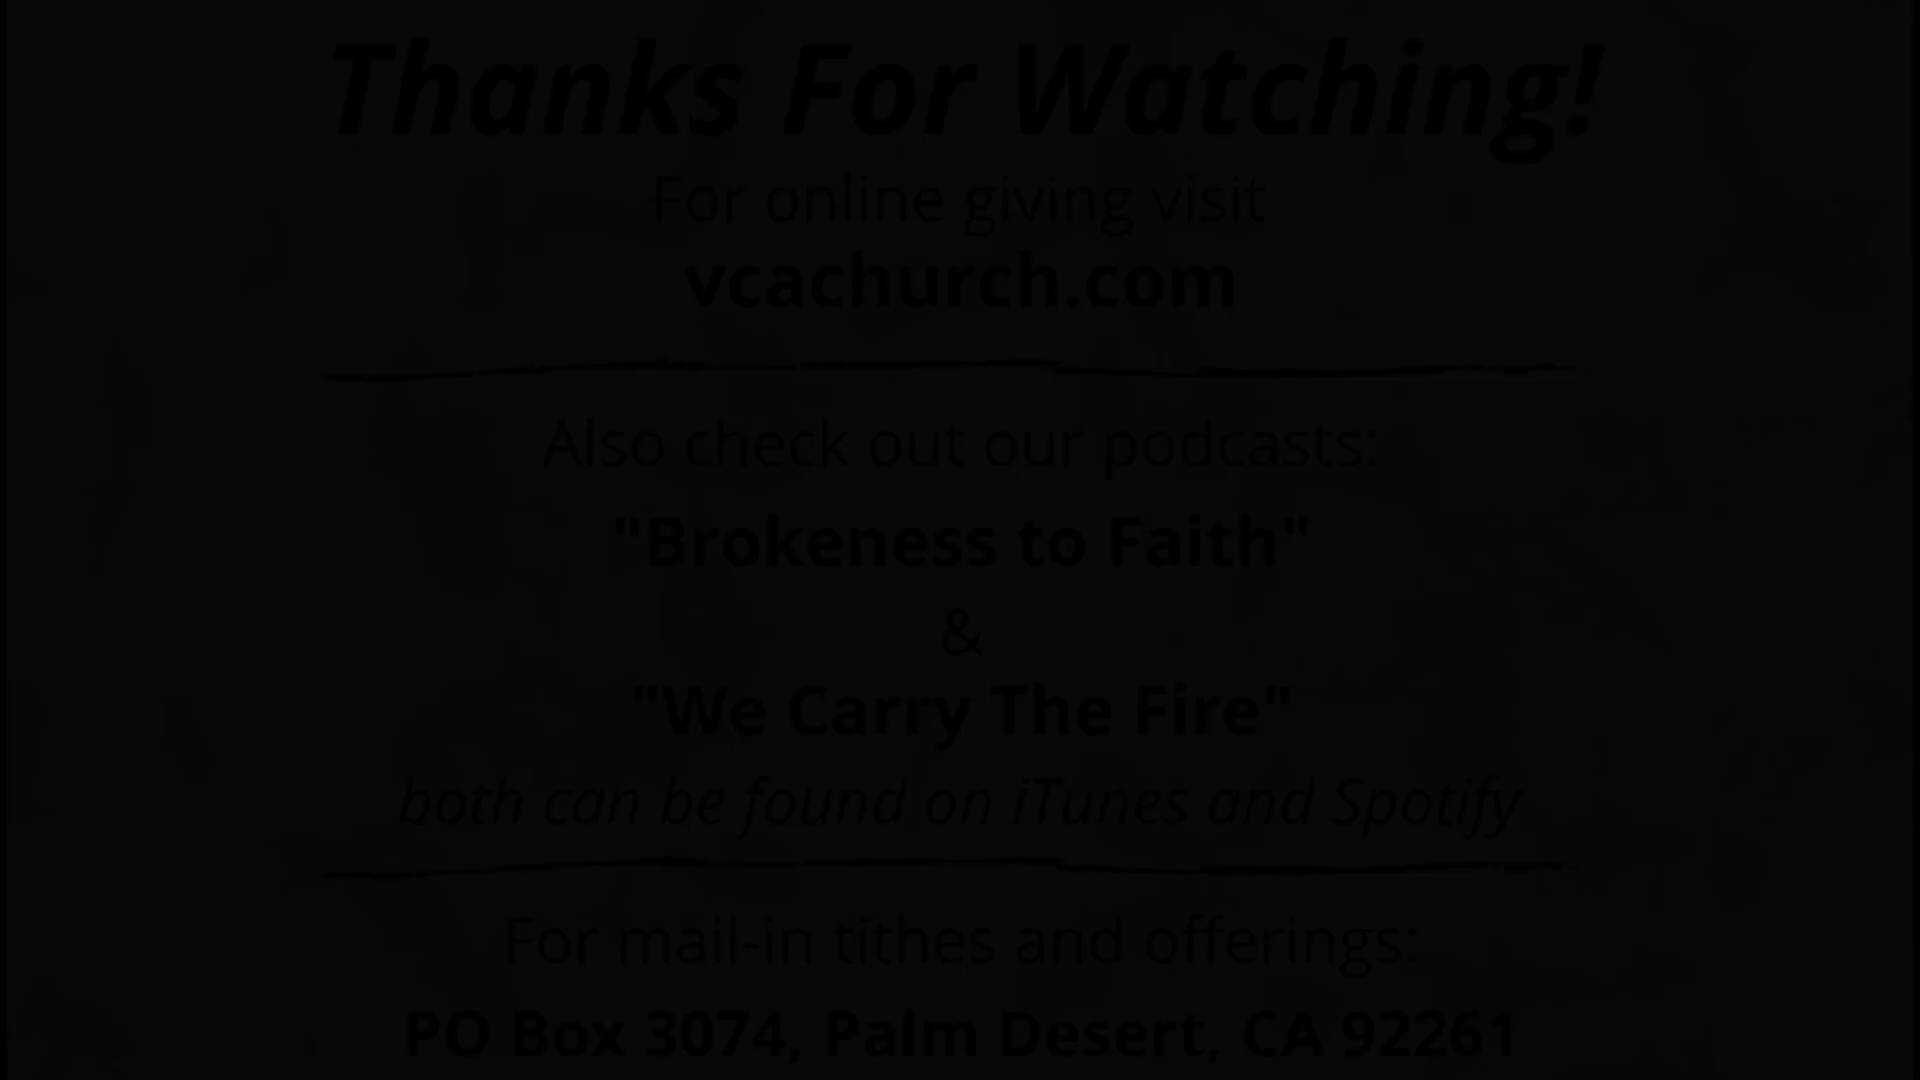 Thanks For Watching!
For online giving visit
vcachurch.com
Also check out our podcasts:
"Brokeness to Faith"
&
"We Carry The Fire"
both can be found on iTunes and Spotify
For mail-in tithes and offerings:
PO Box 3074, Palm Desert, CA 92261